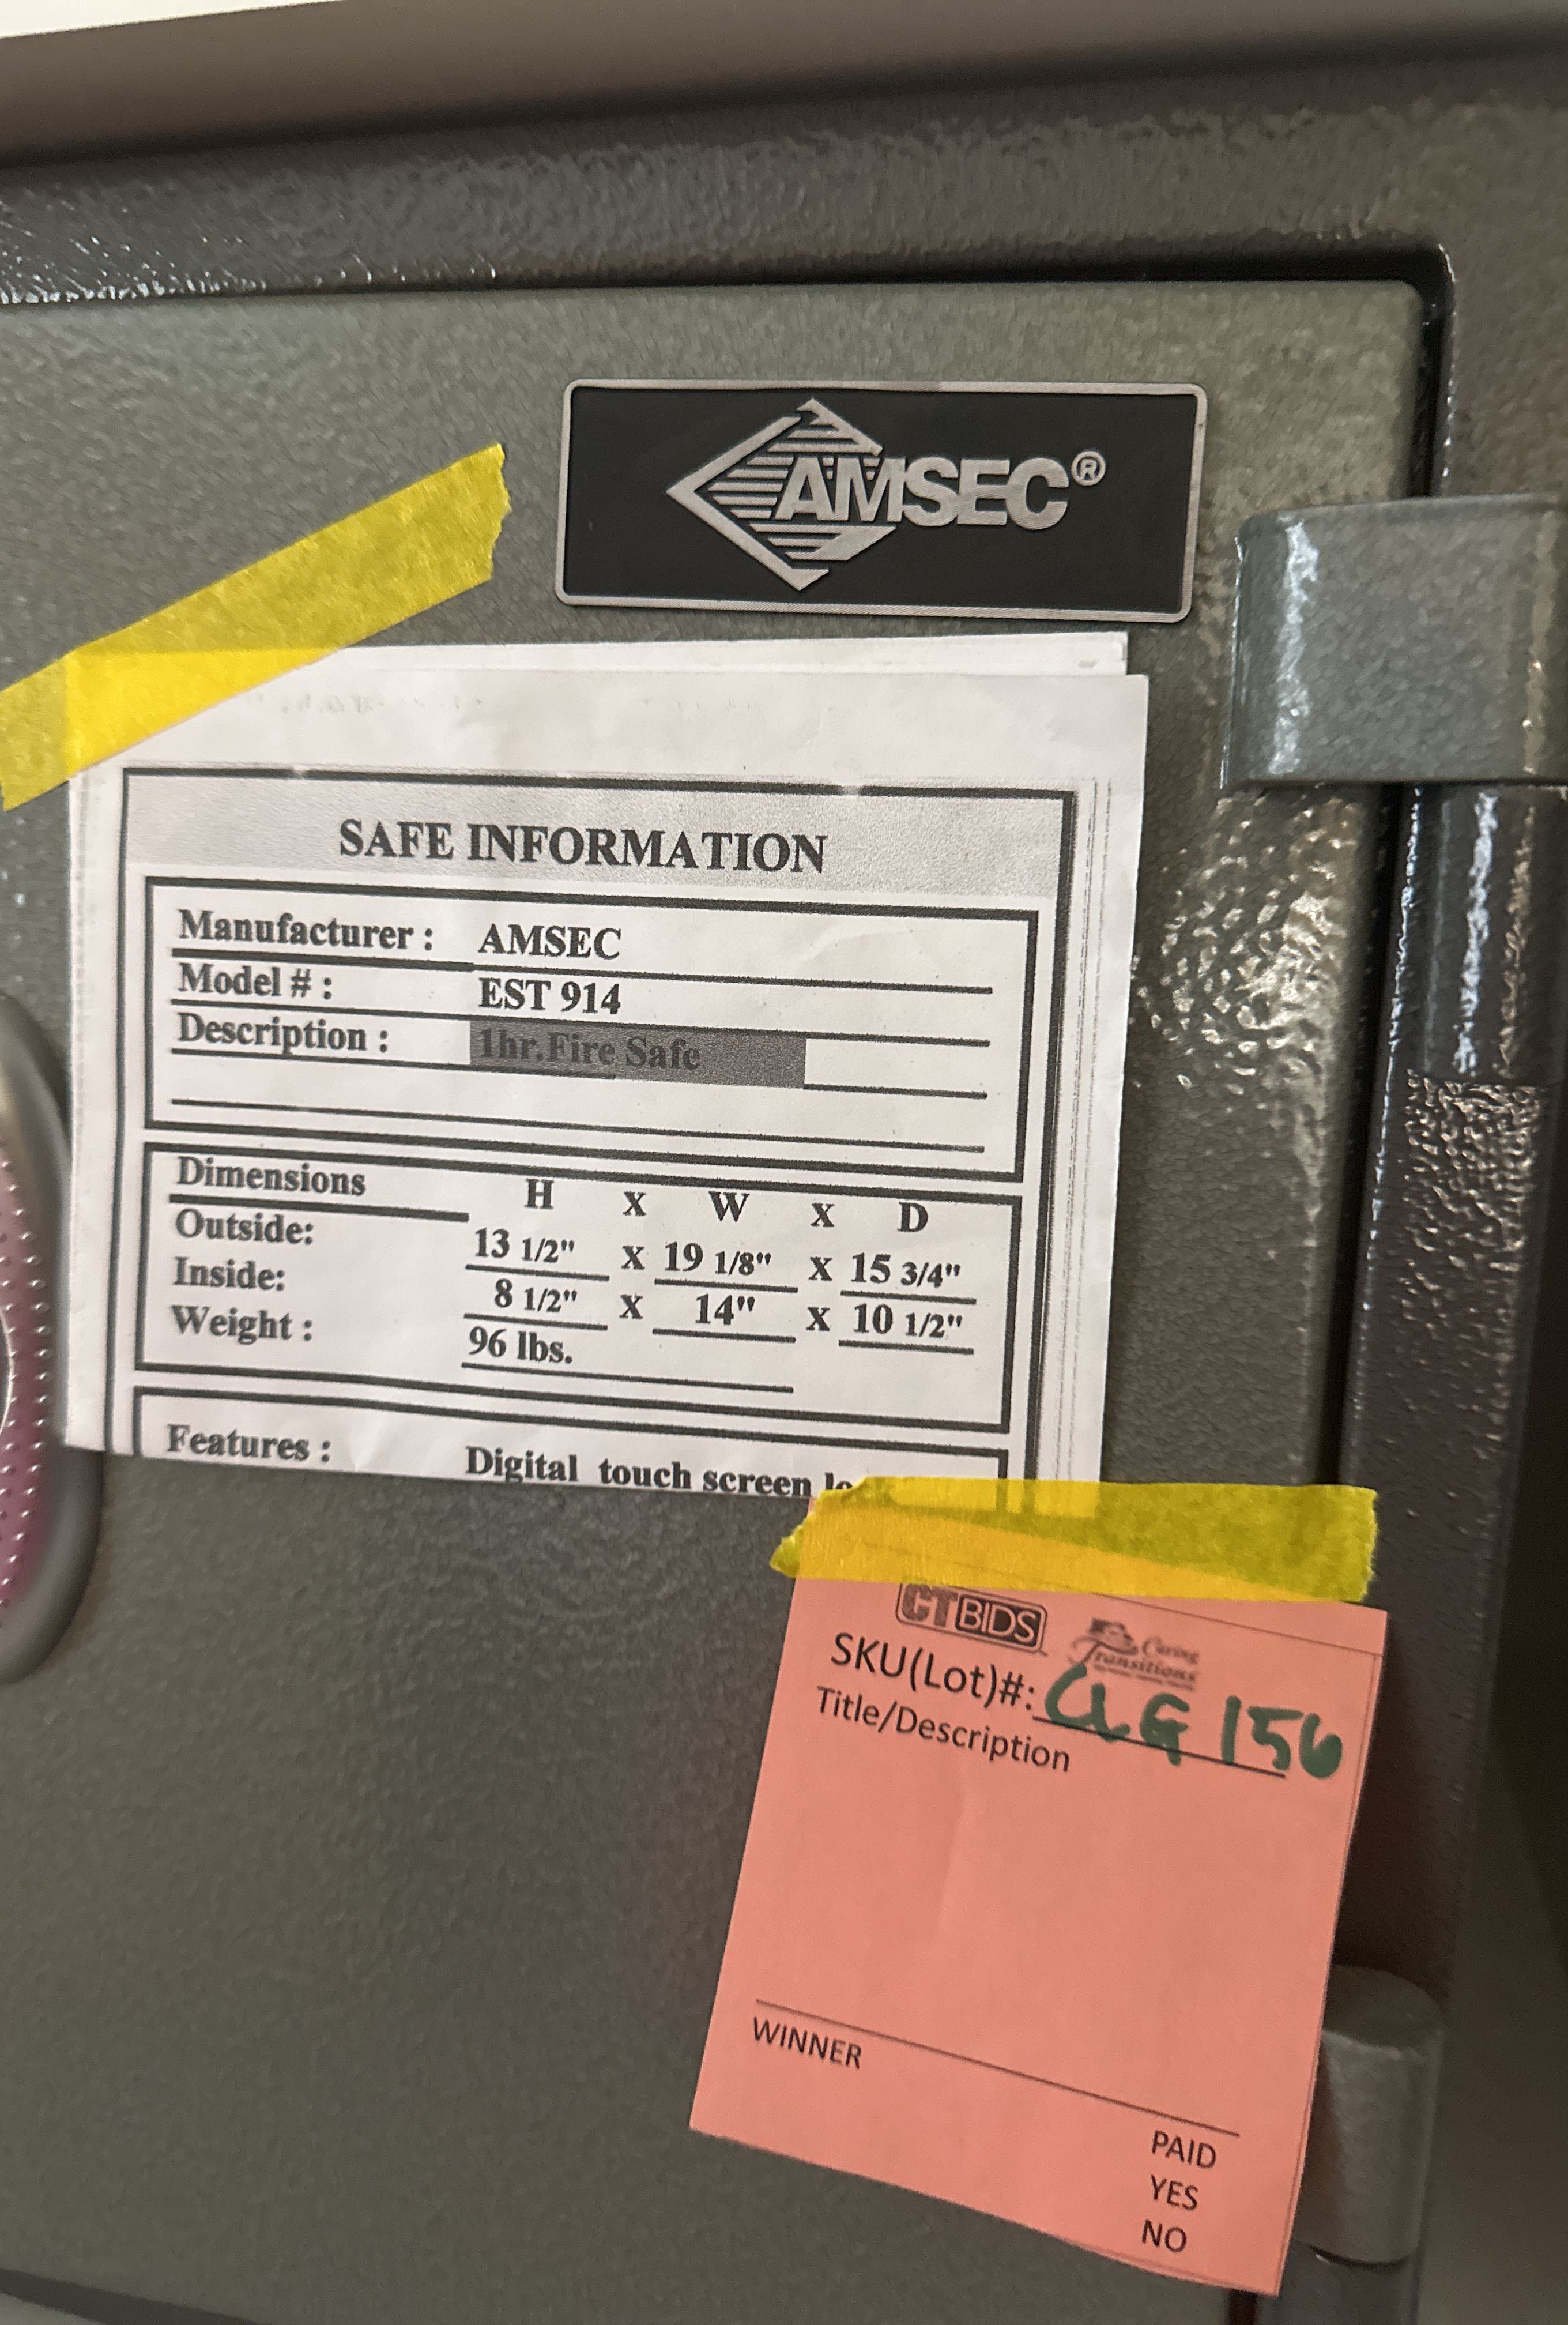 AMSEC®
SAFE INFORMATION
Manufacturer : AMSEC
Model # : EST 914
Description : 1hr.Fire Safe
Dimensions H X W X D
Outside: 13 1/2" X 19 1/8" X 15 3/4"
Inside: 8 1/2" X 14" X 10 1/2"
Weight : 96 lbs.
Features : Digital touch screen
CTBIDS
Caring
Transitions
SKU(Lot)#: CLG 156
Title/Description
WINNER
PAID
YES
NO